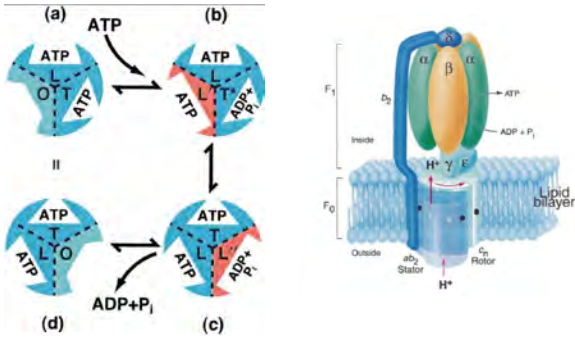 (a)
ATP
(b)
ATP
L
O T
ATP
ATP
L
L' T*
ATP
ADP+
Pi
=
ATP
T
L O
ATP
ATP
T
L L'
ATP
ADP+
Pi
ADP+Pi
(d)
(c)
δ
α
β
α
F1
b2
ATP
ADP + Pi
Inside
H+
γ
ε
F0
Lipid
bilayer
Outside
ab2
Stator
cn
Rotor
H+